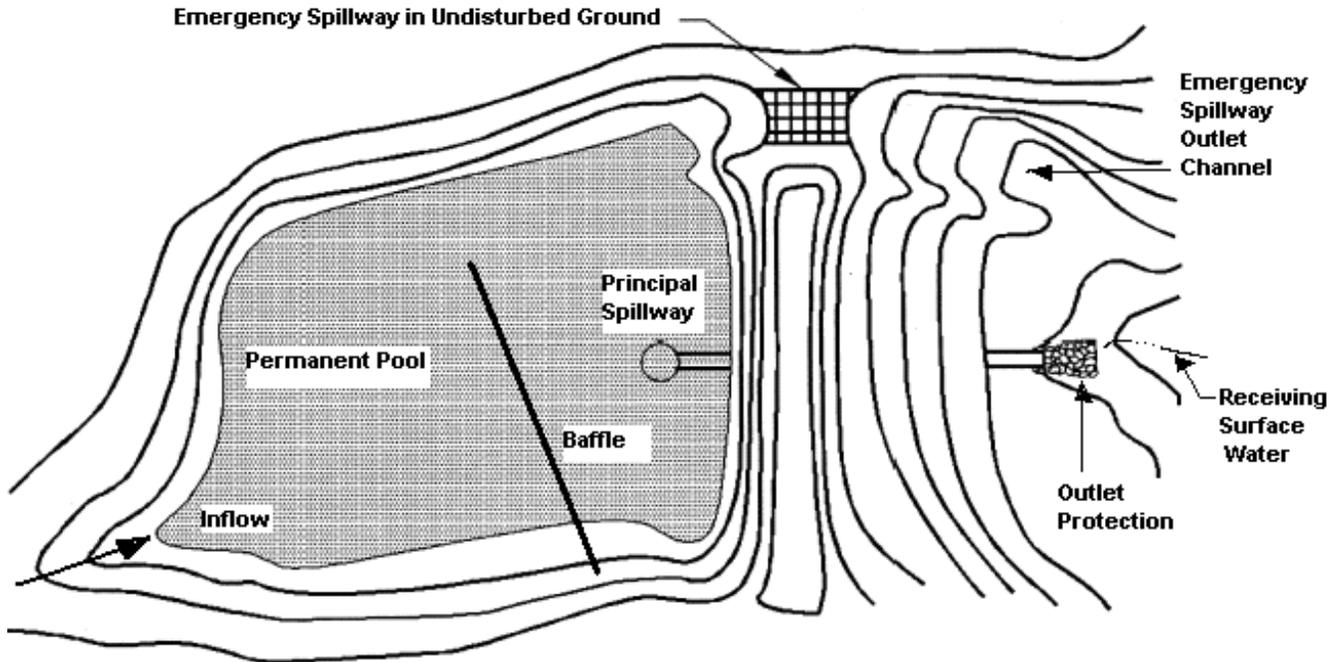 Emergency Spillway in Undisturbed Ground
Emergency
Spillway
Outlet
Channel
Principal
Spillway
Permanent Pool
Baffle
Inflow
Receiving
Surface
Water
Outlet
Protection